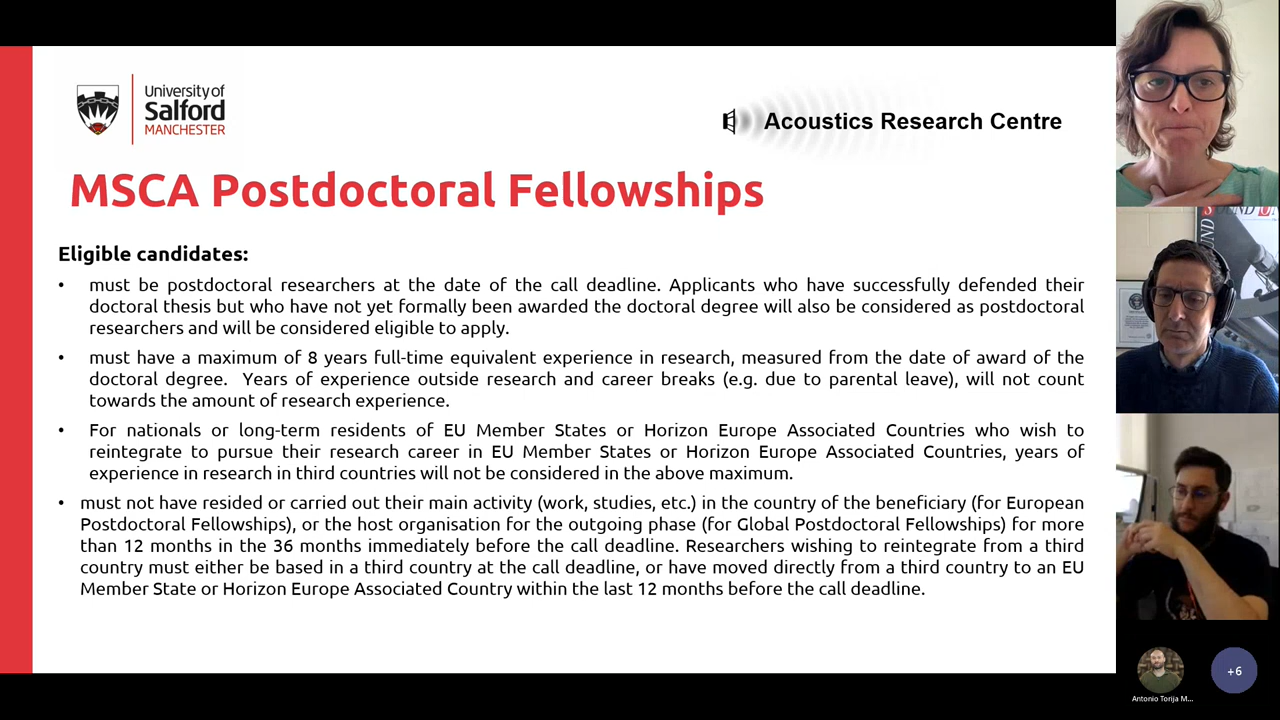 University of
Salford
MANCHESTER
Acoustics Research Centre
MSCA Postdoctoral Fellowships
Eligible candidates:
• must be postdoctoral researchers at the date of the call deadline. Applicants who have successfully defended their
doctoral thesis but who have not yet formally been awarded the doctoral degree will also be considered as postdoctoral
researchers and will be considered eligible to apply.
• must have a maximum of 8 years full-time equivalent experience in research, measured from the date of award of the
doctoral degree. Years of experience outside research and career breaks (e.g. due to parental leave), will not count
towards the amount of research experience.
• For nationals or long-term residents of EU Member States or Horizon Europe Associated Countries who wish to
reintegrate to pursue their research career in EU Member States or Horizon Europe Associated Countries, years of
experience in research in third countries will not be considered in the above maximum.
• must not have resided or carried out their main activity (work, studies, etc.) in the country of the beneficiary (for European
Postdoctoral Fellowships), or the host organisation for the outgoing phase (for Global Postdoctoral Fellowships) for more
than 12 months in the 36 months immediately before the call deadline. Researchers wishing to reintegrate from a third
country must either be based in a third country at the call deadline, or have moved directly from a third country to an EU
Member State or Horizon Europe Associated Country within the last 12 months before the call deadline.
Antonio Torija M...
+6